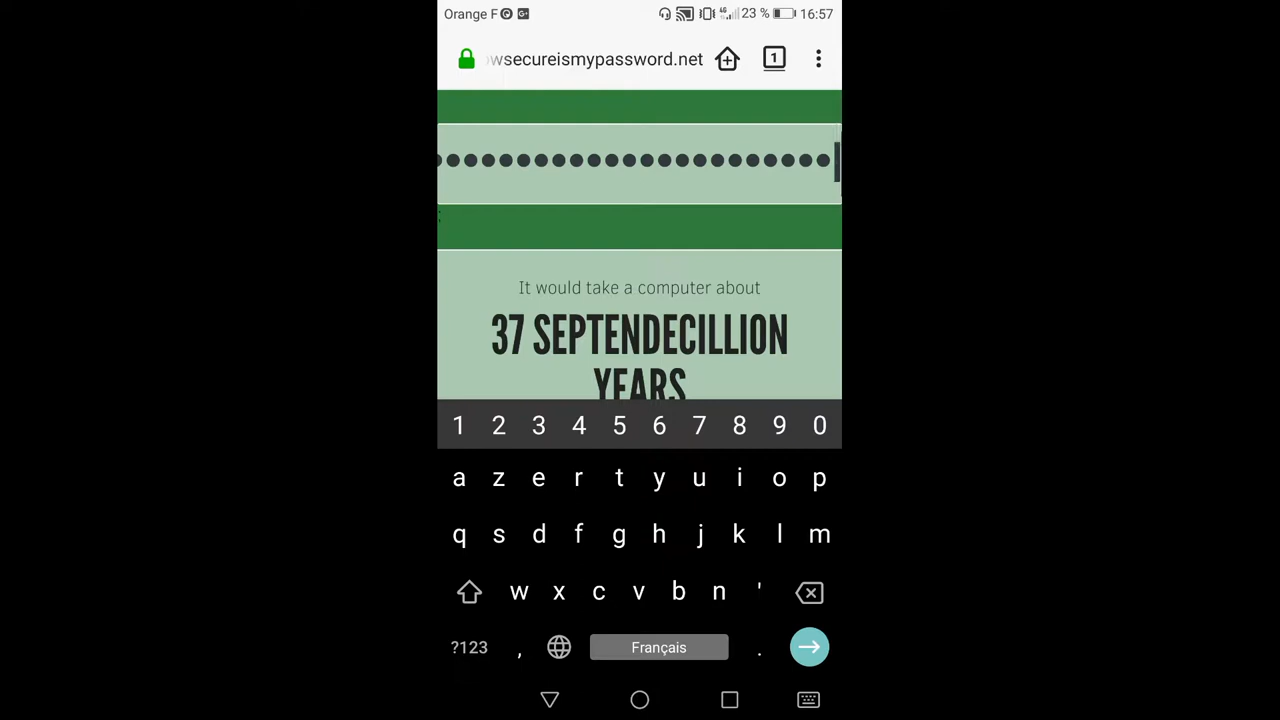 Orange F 4G 23 % 16:57
wsecureismypassword.net 1
It would take a computer about
37 SEPTENDECILLION
YEARS
1 2 3 4 5 6 7 8 9 0
a z e r t y u i o p
q s d f g h j k l m
w x c v b n '
?123 , Français .